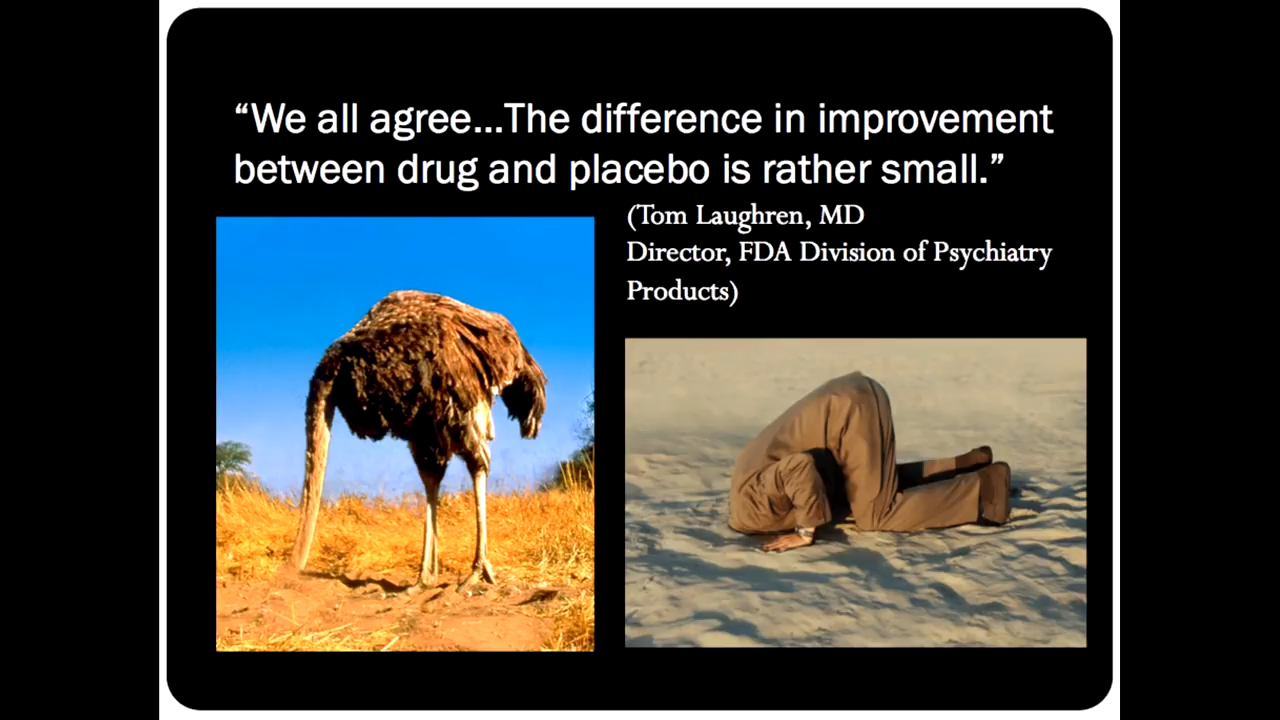 “We all agree...The difference in improvement
between drug and placebo is rather small.”
(Tom Laughren, MD
Director, FDA Division of Psychiatry
Products)